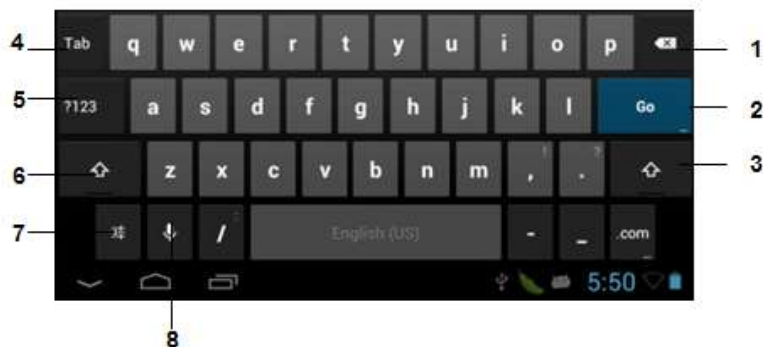 4 Tab q w e r t y u i o p 1
5 ?123 a s d f g h j k l Go 2
6 z x c v b n m , ! . ? 3
7 / : English (US) - _ .com
5:50
8